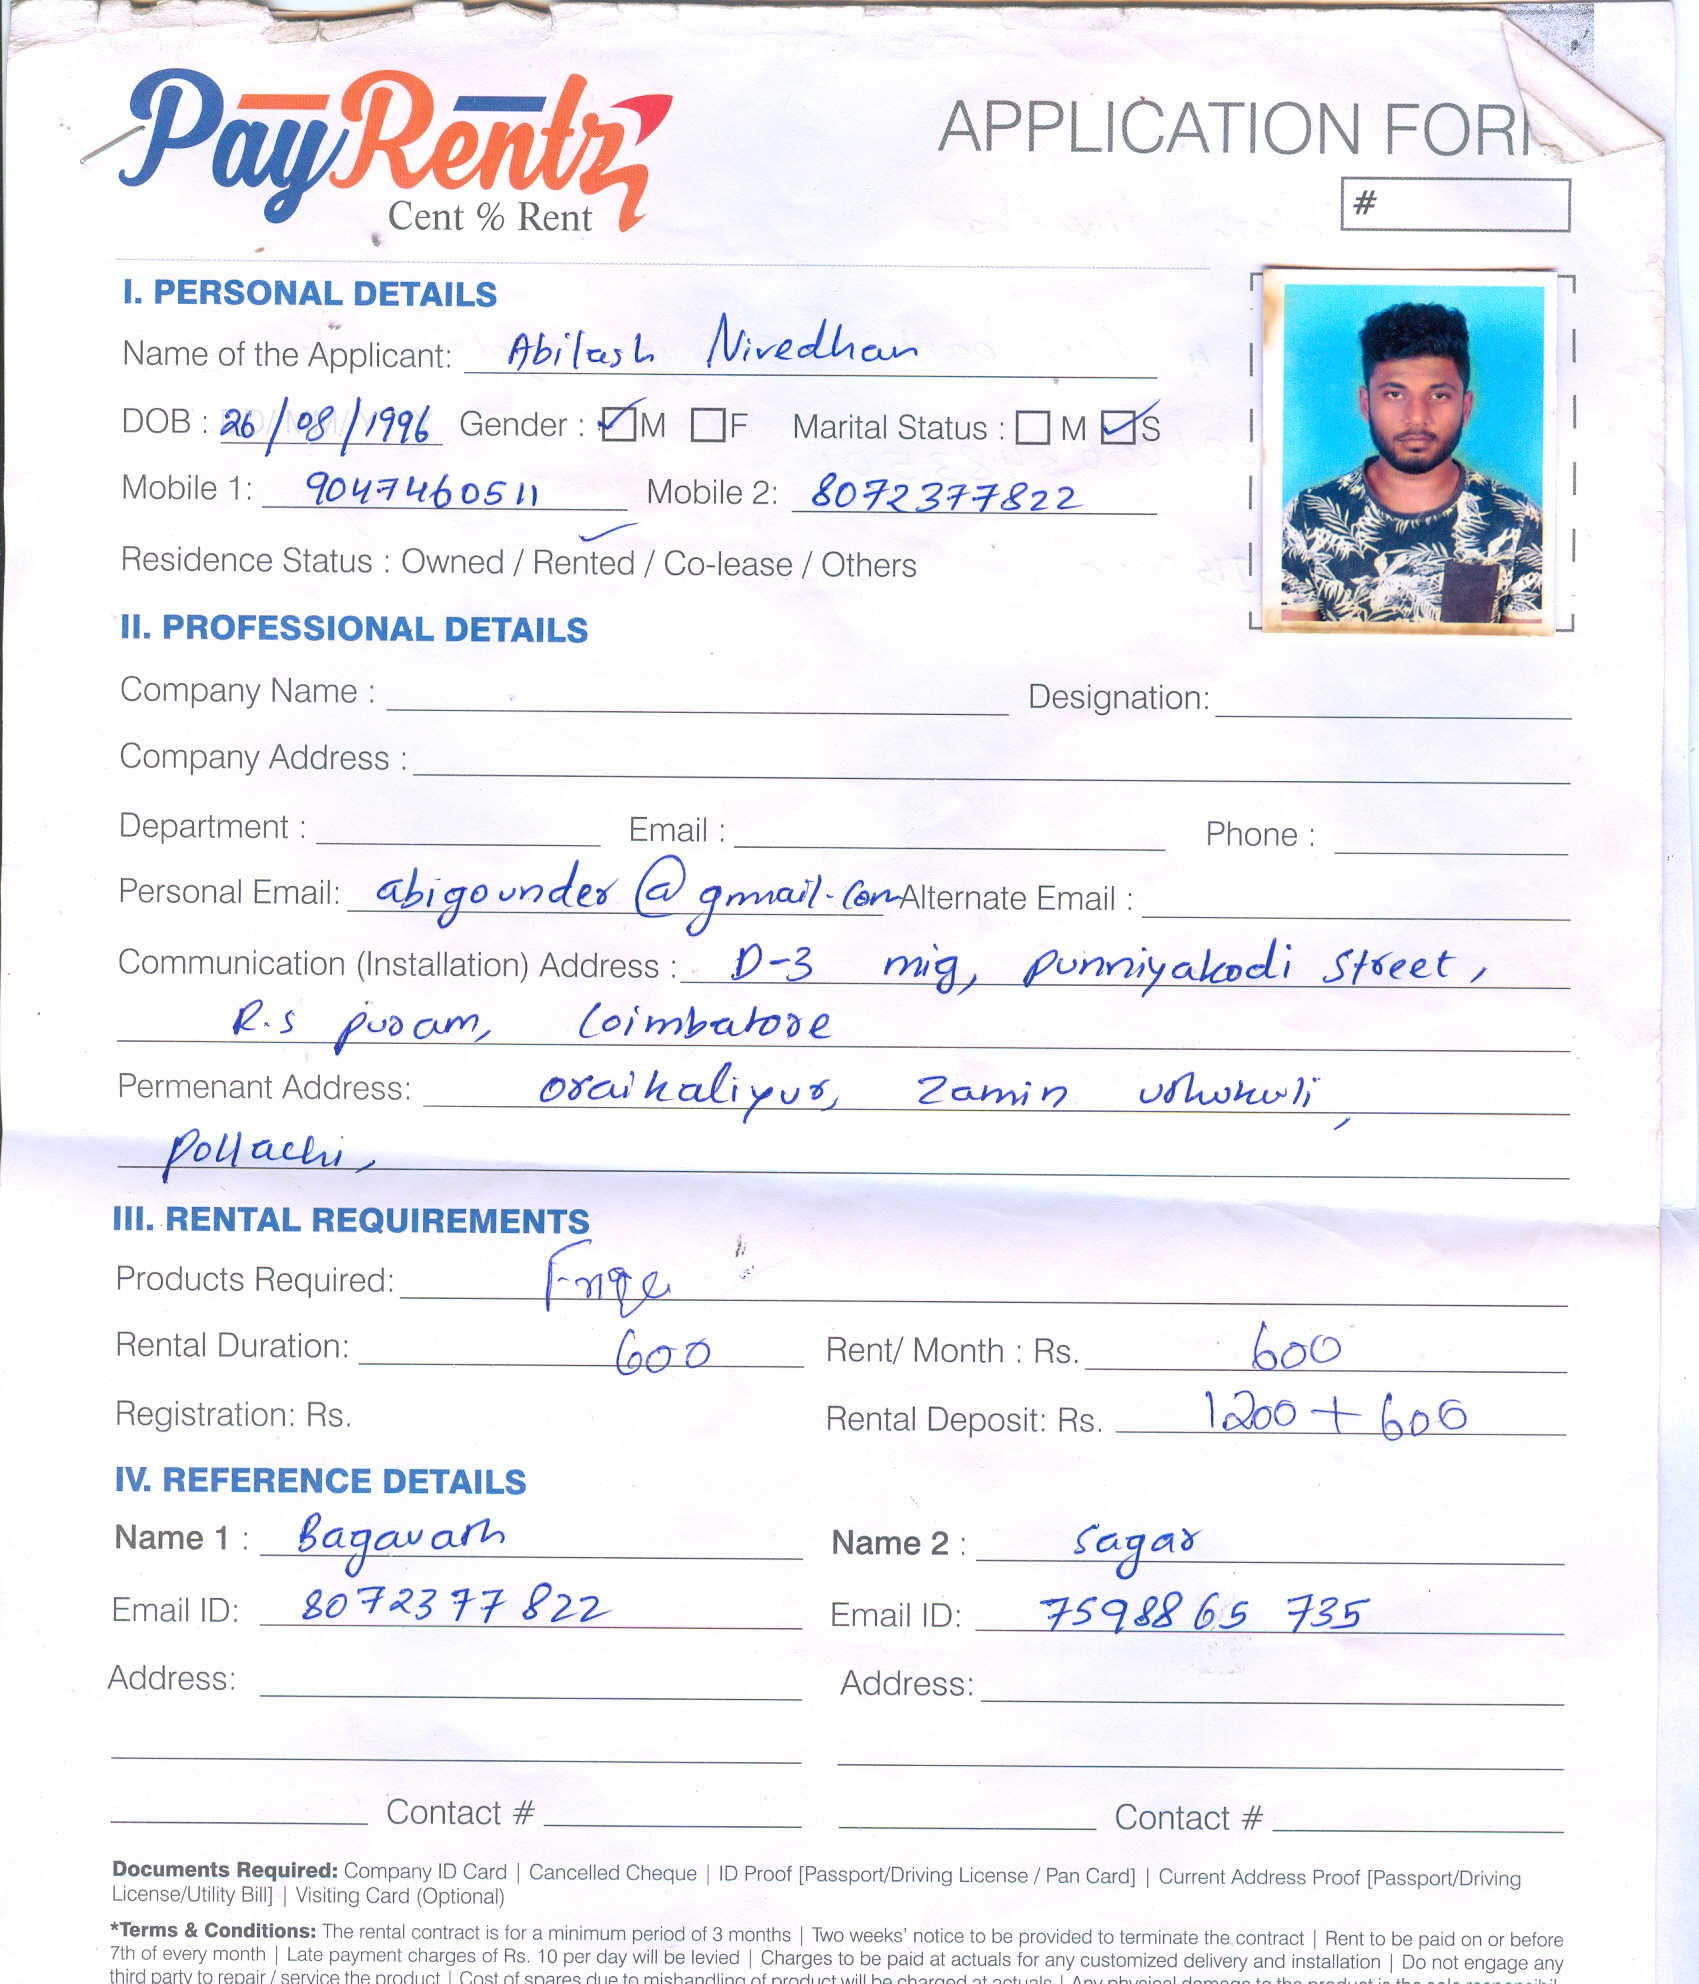 PayRentz
Cent % Rent
APPLICATION FOR
#
I. PERSONAL DETAILS
Name of the Applicant: Abilash Nivedhan
DOB : 26/08/1996 Gender : M F Marital Status : M S
Mobile 1: 9047460511 Mobile 2: 8072377822
Residence Status : Owned / Rented / Co-lease / Others
II. PROFESSIONAL DETAILS
Company Name : Designation:
Company Address :
Department : Email : Phone :
Personal Email: abigounder@gmail.com Alternate Email :
Communication (Installation) Address : D-3 mig, punniyakodi street,
R.s puram, Coimbatore
Permenant Address: oraikaliyur, Zamin
pollachi,
III. RENTAL REQUIREMENTS
Products Required:
Rental Duration: 600 Rent/ Month : Rs. 600
Registration: Rs. Rental Deposit: Rs. 1200 + 600
IV. REFERENCE DETAILS
Name 1 : Bagavath Name 2 : sagar
Email ID: 8072377822 Email ID: 7598865 735
Address: Address:
Contact # Contact #
Documents Required: Company ID Card | Cancelled Cheque | ID Proof [Passport/Driving License / Pan Card] | Current Address Proof [Passport/Driving
License/Utility Bill] | Visiting Card (Optional)
*Terms & Conditions: The rental contract is for a minimum period of 3 months | Two weeks' notice to be provided to terminate the contract | Rent to be paid on or before
7th of every month | Late payment charges of Rs. 10 per day will be levied | Charges to be paid at actuals for any customized delivery and installation | Do not engage any
third party to repair / service the product | Cost of spares due to mishandling of product will be charged at actuals | Any physical damage to the product is the sole